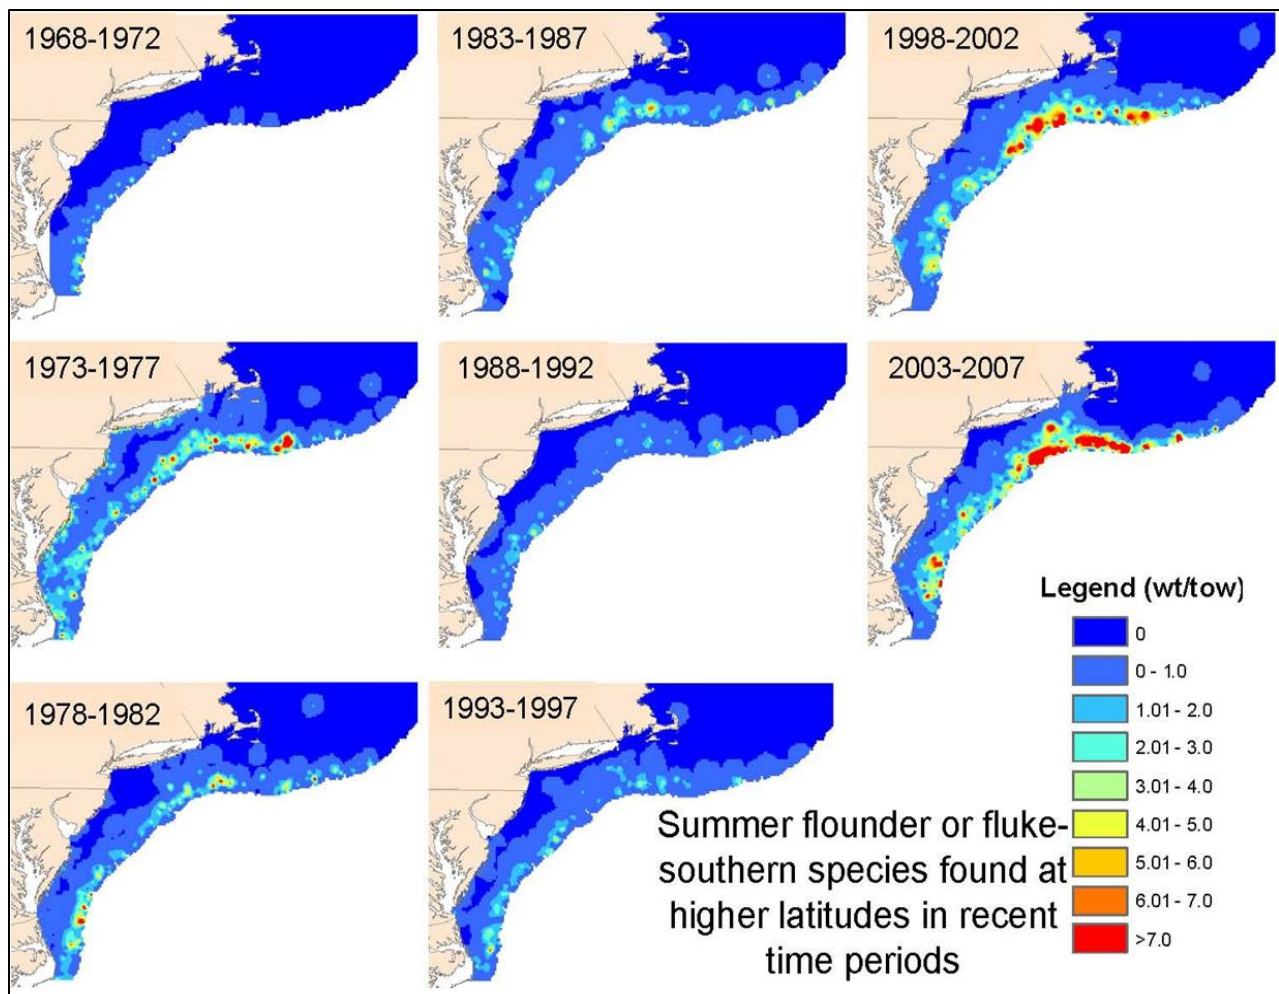 1968-1972
1983-1987
1998-2002
1973-1977
1988-1992
2003-2007
1978-1982
1993-1997
Legend (wt/tow)
0
0 - 1.0
1.01 - 2.0
2.01 - 3.0
3.01 - 4.0
4.01 - 5.0
5.01 - 6.0
6.01 - 7.0
>7.0
Summer flounder or fluke-
southern species found at
higher latitudes in recent
time periods